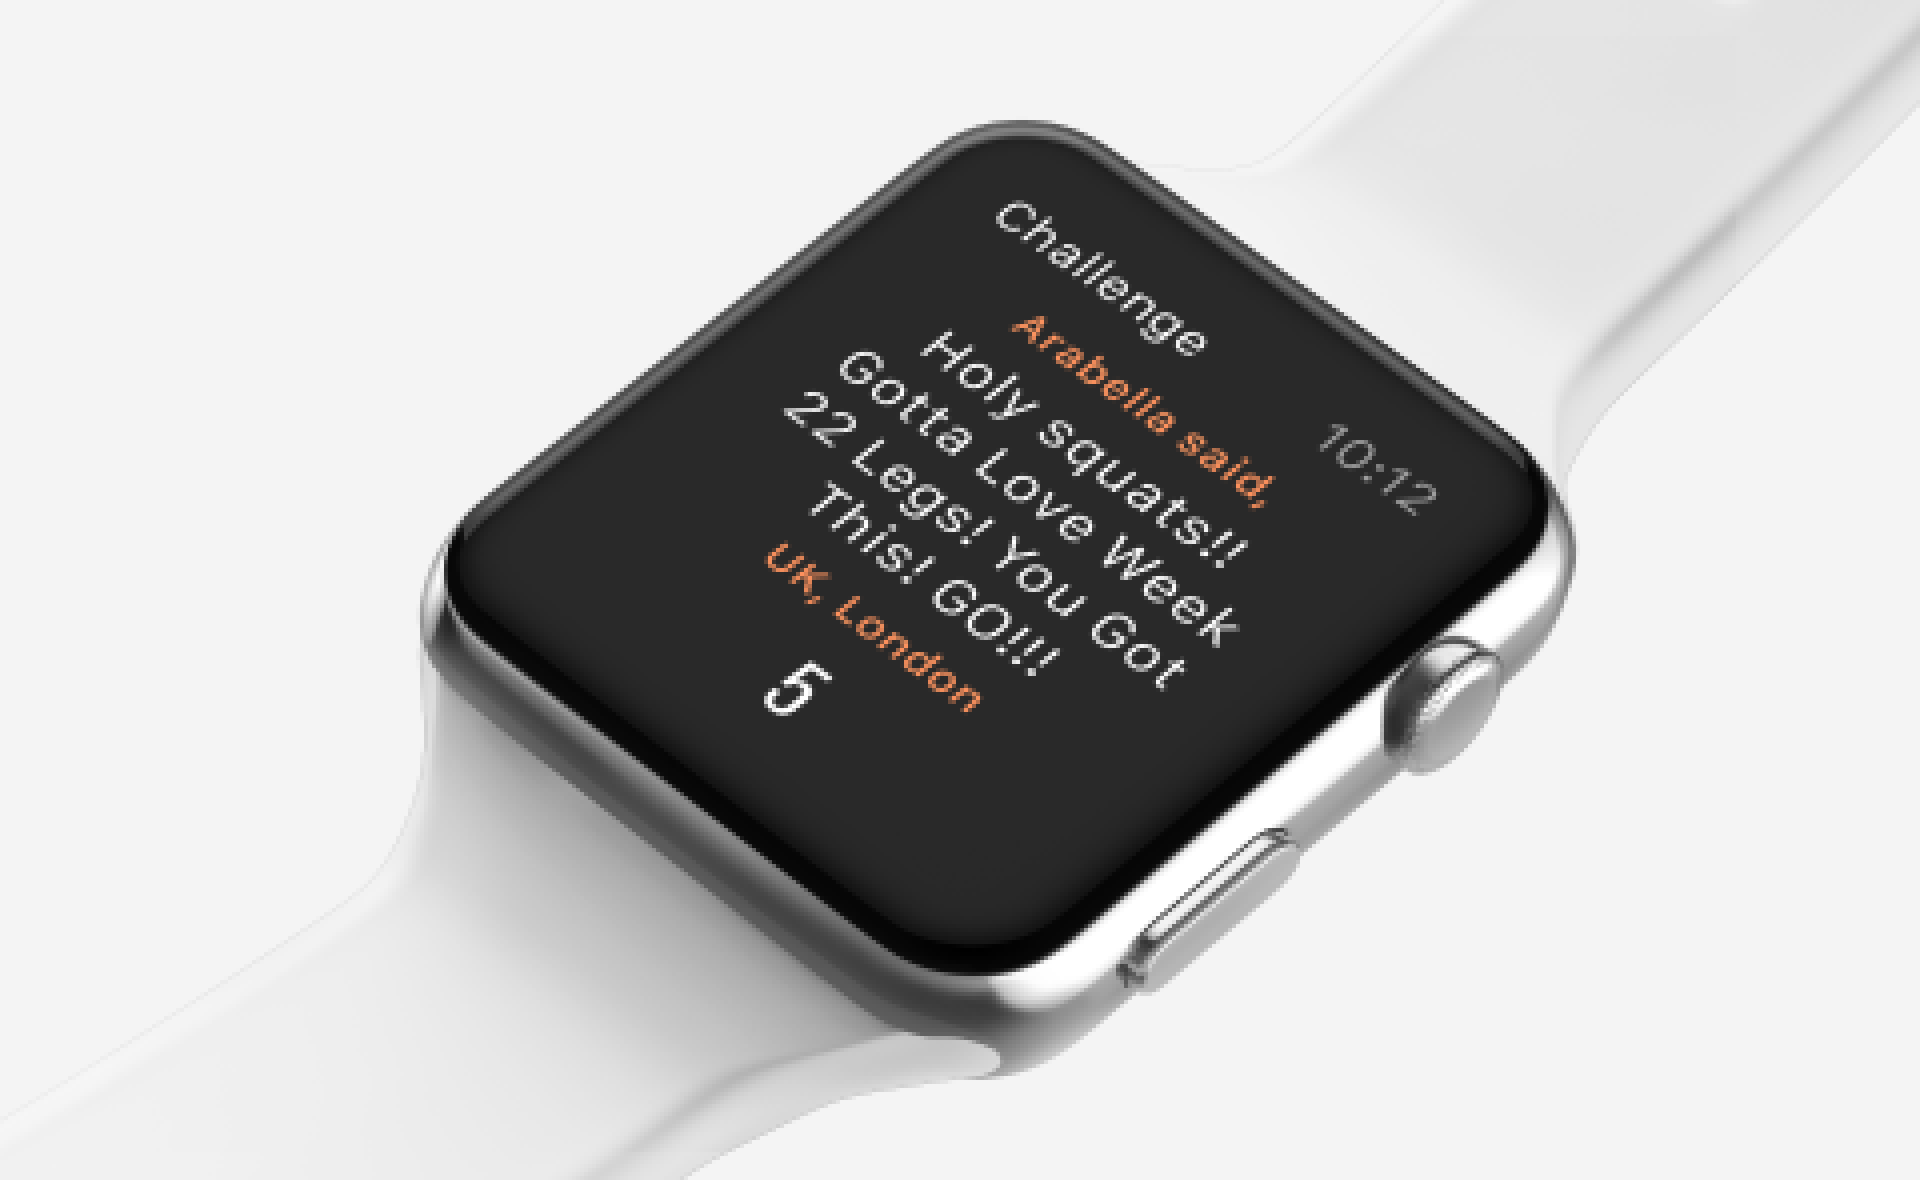 Challenge
10:12
Arabella said,
Holy squats!!
Gotta Love Week
22 Legs! You Got
This! GO!!!
UK, London
5